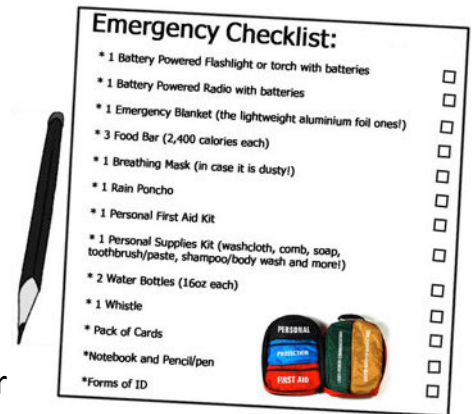 Emergency Checklist:
* 1 Battery Powered Flashlight or torch with batteries
* 1 Battery Powered Radio with batteries
* 1 Emergency Blanket (the lightweight aluminium foil ones!)
* 3 Food Bar (2,400 calories each)
* 1 Breathing Mask (in case it is dusty!)
* 1 Rain Poncho
* 1 Personal First Aid Kit
* 1 Personal Supplies Kit (washcloth, comb, soap,
toothbrush/paste, shampoo/body wash and more!)
* 2 Water Bottles (16oz each)
* 1 Whistle
* Pack of Cards
*Notebook and Pencil/pen
*Forms of ID
PERSONAL
PROTECTION
FIRST AID
r